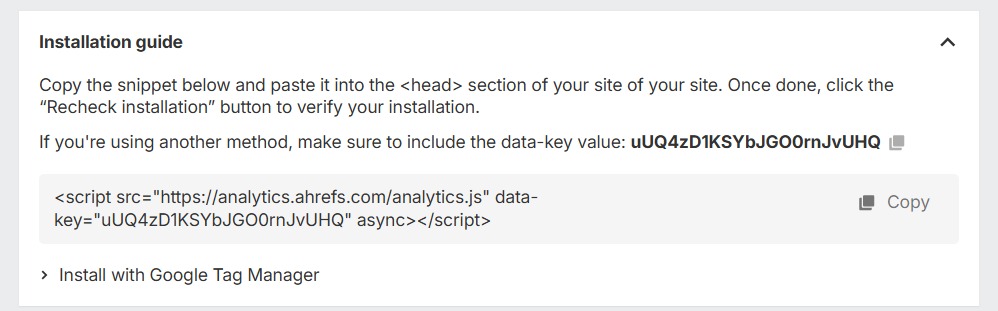 Installation guide
Copy the snippet below and paste it into the <head> section of your site of your site. Once done, click the
“Recheck installation” button to verify your installation.
If you're using another method, make sure to include the data-key value: uUQ4zD1KSYbJGO0rnJvUHQ
<script src="https://analytics.ahrefs.com/analytics.js" data-
key="uUQ4zD1KSYbJGO0rnJvUHQ" async></script>
Copy
Install with Google Tag Manager